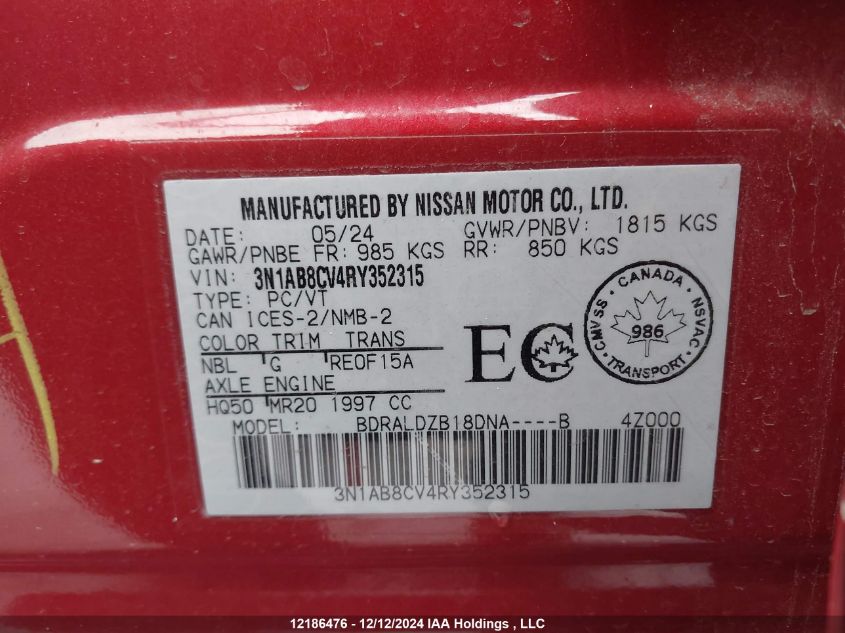 MANUFACTURED BY NISSAN MOTOR CO., LTD.
DATE: 05/24 GVWR/PNBV: 1815 KGS
GAWR/PNBE FR: 985 KGS RR: 850 KGS
VIN: 3N1AB8CV4RY352315
TYPE: PC/VT
CAN ICES-2/NMB-2
COLOR TRIM TRANS
NBL G RE0F15A
AXLE ENGINE
HQ50 MR20 1997 CC
EC
CANADA
CMVSS 986 NSVAC
TRANSPORT
MODEL: BDRALDZB18DNA----B 4Z000
3N1AB8CV4RY352315
12186476 - 12/12/2024 IAA Holdings , LLC